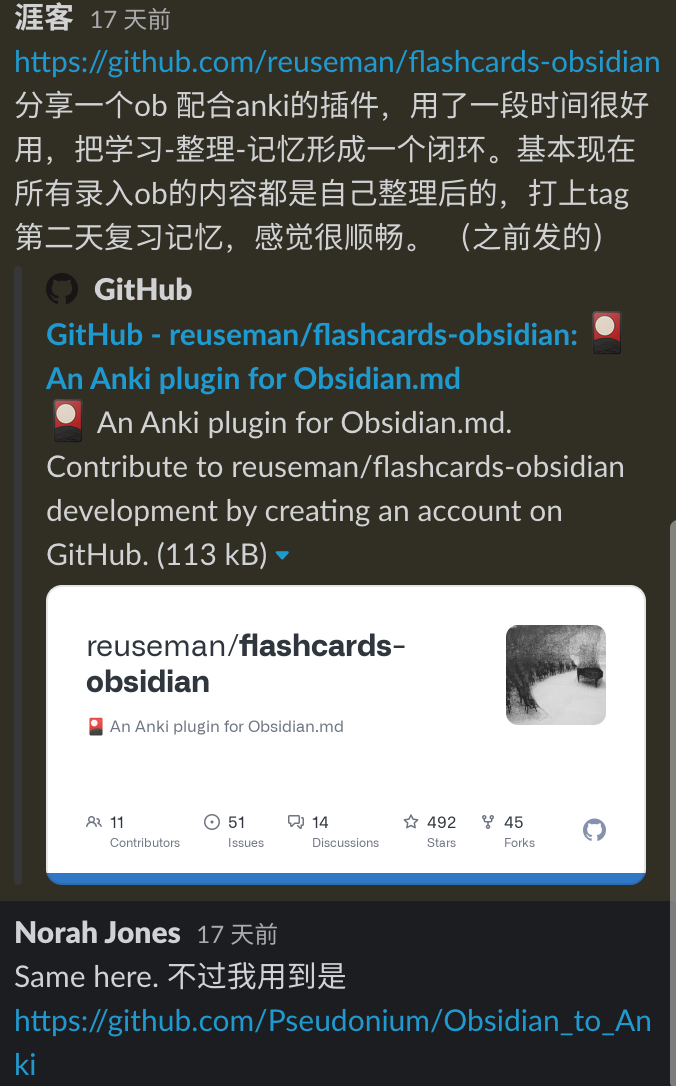 涯客 17 天前
https://github.com/reuseman/flashcards-obsidian
分享一个ob 配合anki的插件，用了一段时间很好
用，把学习-整理-记忆形成一个闭环。基本现在
所有录入ob的内容都是自己整理后的，打上tag
第二天复习记忆，感觉很顺畅。 （之前发的）
GitHub
GitHub - reuseman/flashcards-obsidian: 🎴
An Anki plugin for Obsidian.md
🎴 An Anki plugin for Obsidian.md.
Contribute to reuseman/flashcards-obsidian
development by creating an account on
GitHub. (113 kB)
reuseman/flashcards-
obsidian
🎴 An Anki plugin for Obsidian.md
11 51 14 492 45
Contributors Issues Discussions Stars Forks
Norah Jones 17 天前
Same here. 不过我用到是
https://github.com/Pseudonium/Obsidian_to_An
ki